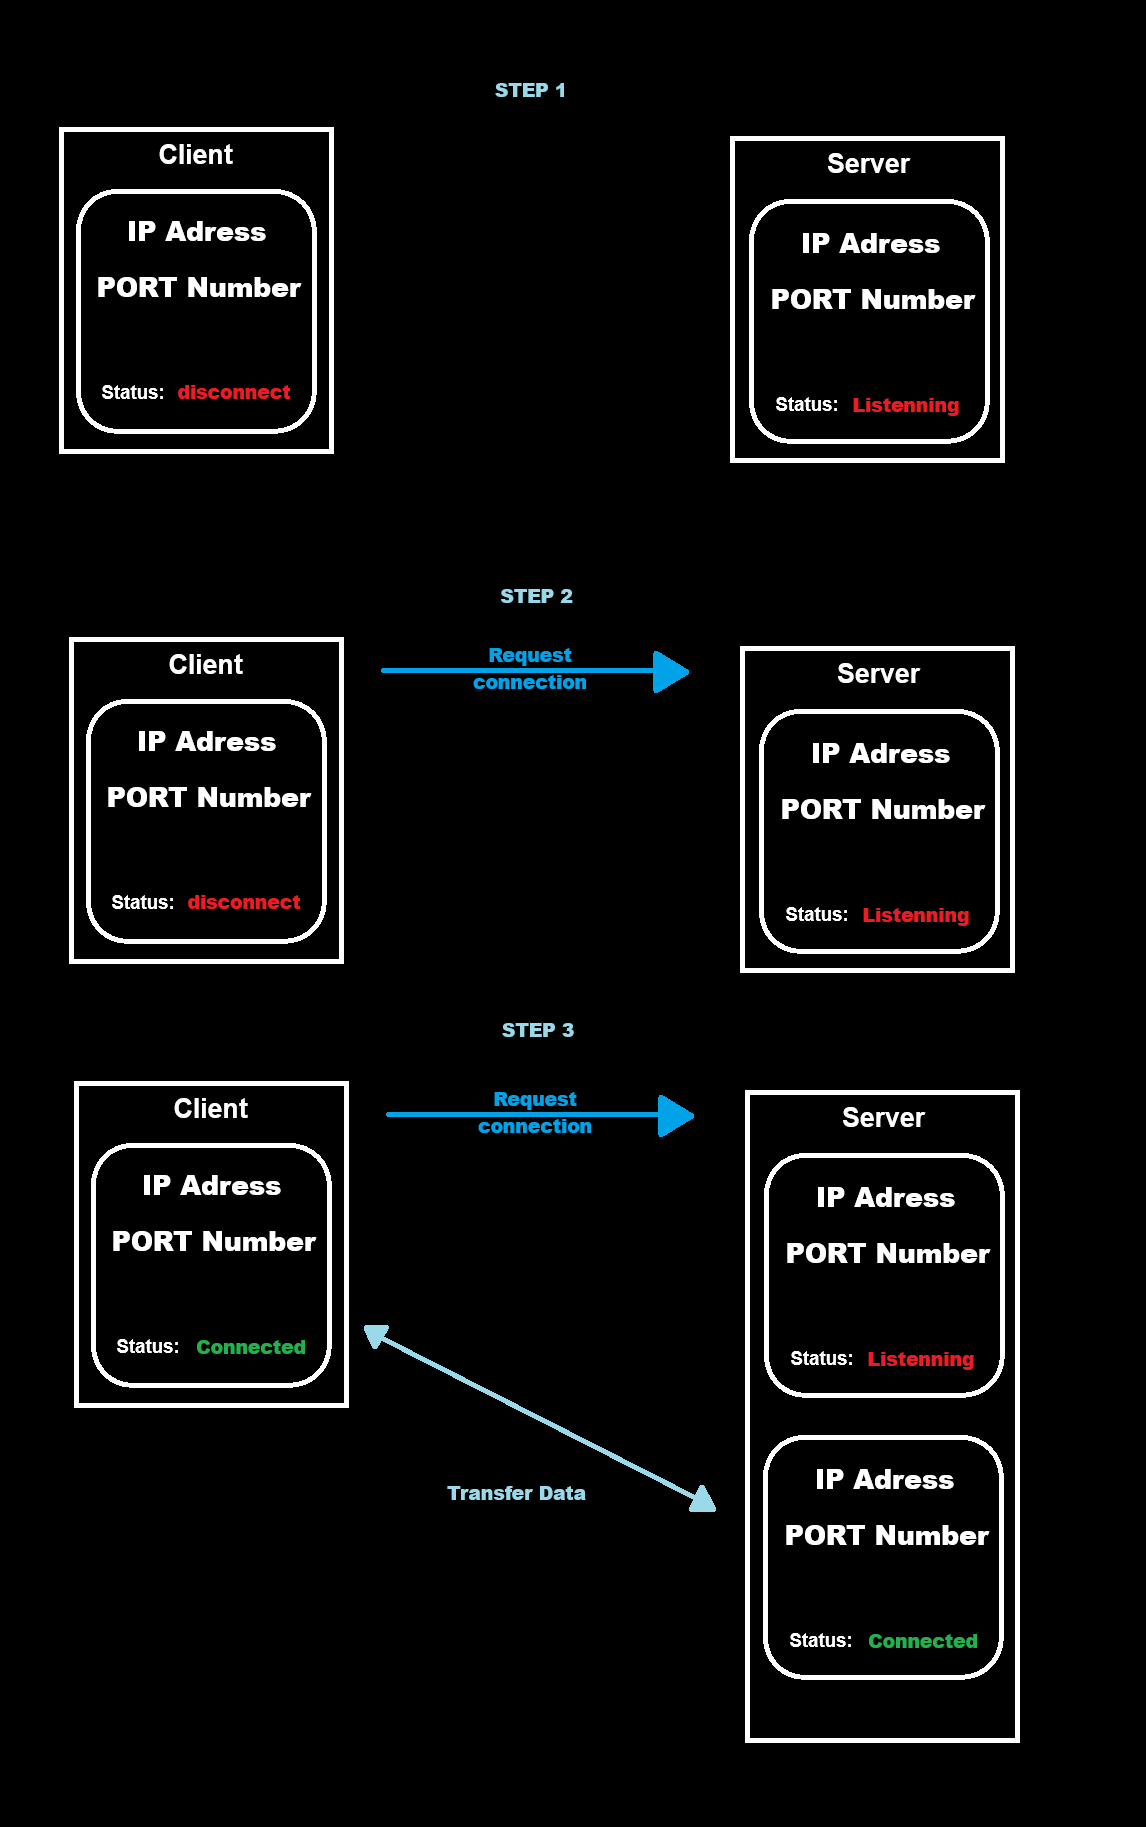 STEP 1
Client
IP Adress
PORT Number
Status: disconnect
Server
IP Adress
PORT Number
Status: Listenning
STEP 2
Request
connection
Client
IP Adress
PORT Number
Status: disconnect
Server
IP Adress
PORT Number
Status: Listenning
STEP 3
Request
connection
Client
IP Adress
PORT Number
Status: Connected
Server
IP Adress
PORT Number
Status: Listenning
Transfer Data
IP Adress
PORT Number
Status: Connected